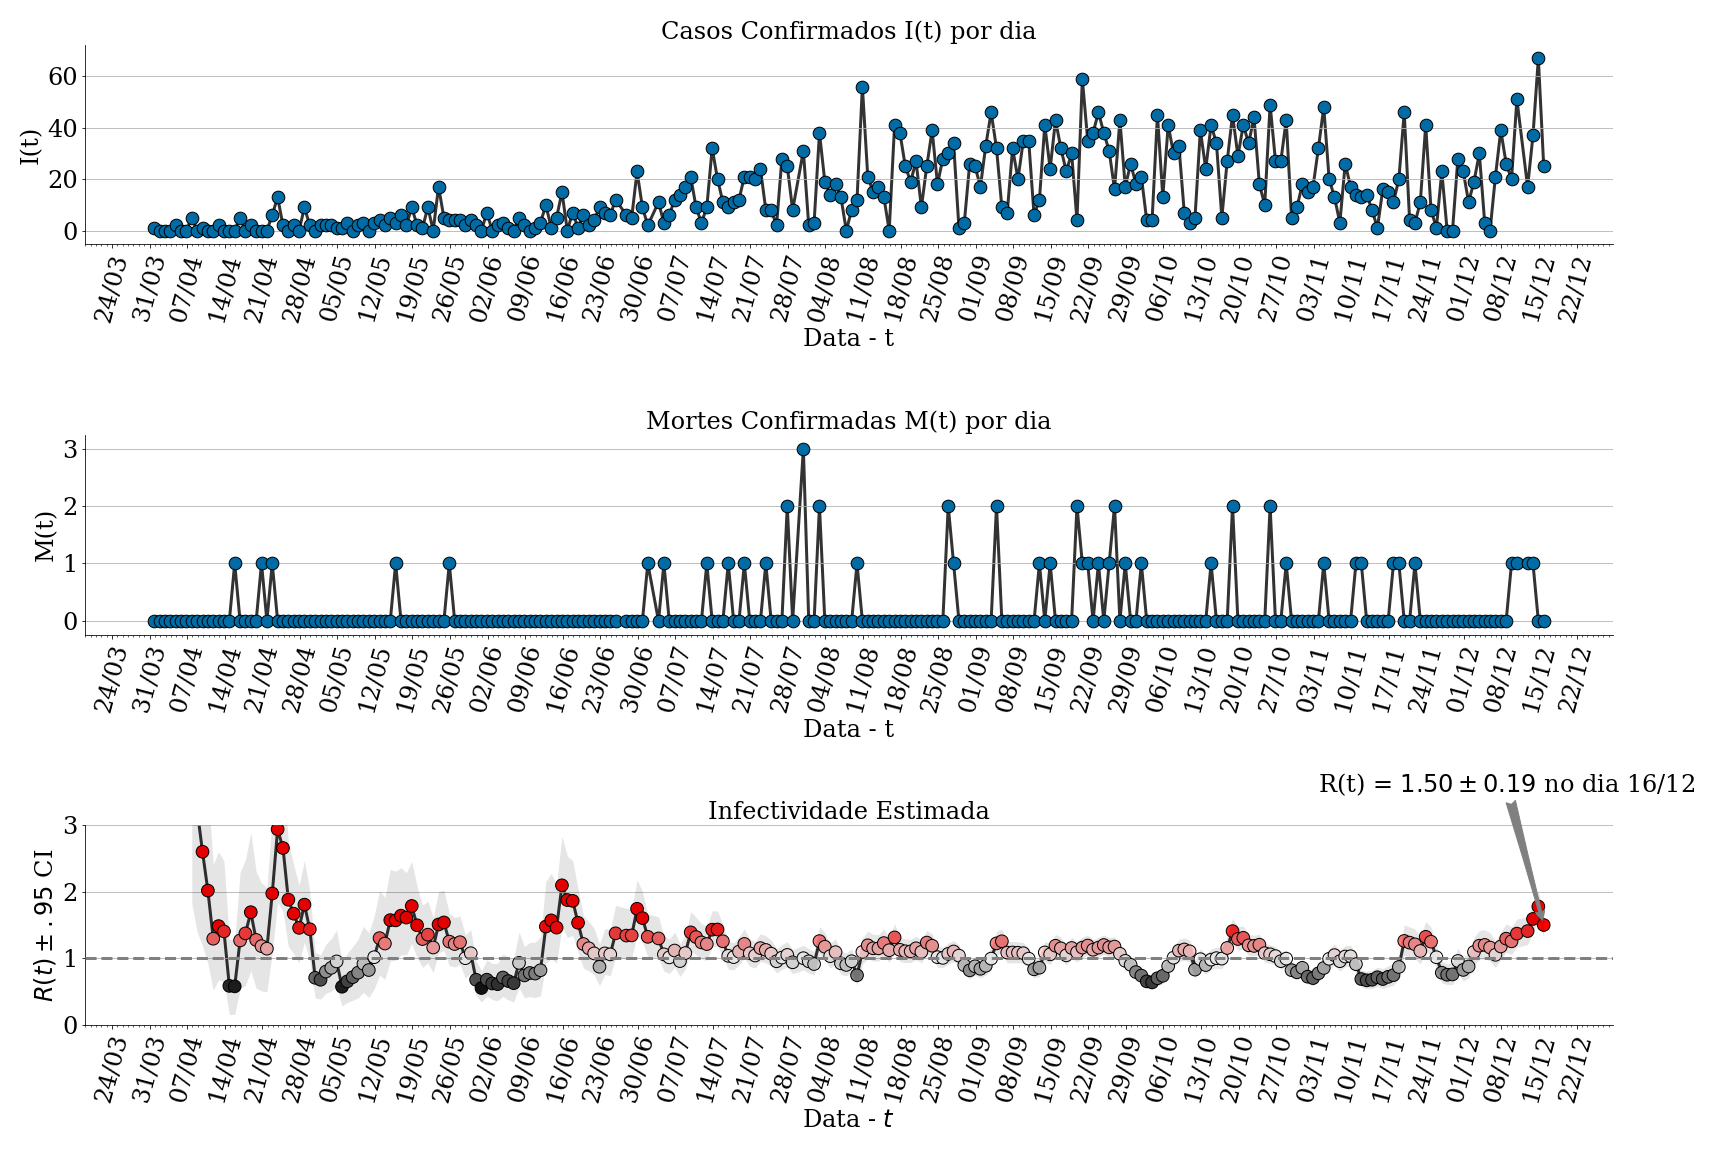 Casos Confirmados I(t) por dia
60
40
20
0
I(t)
24/03 31/03 07/04 14/04 21/04 28/04 05/05 12/05 19/05 26/05 02/06 09/06 16/06 23/06 30/06 07/07 14/07 21/07 28/07 04/08 11/08 18/08 25/08 01/09 08/09 15/09 22/09 29/09 06/10 13/10 20/10 27/10 03/11 10/11 17/11 24/11 01/12 08/12 15/12 22/12
Data - t
Mortes Confirmadas M(t) por dia
3
2
1
0
M(t)
24/03 31/03 07/04 14/04 21/04 28/04 05/05 12/05 19/05 26/05 02/06 09/06 16/06 23/06 30/06 07/07 14/07 21/07 28/07 04/08 11/08 18/08 25/08 01/09 08/09 15/09 22/09 29/09 06/10 13/10 20/10 27/10 03/11 10/11 17/11 24/11 01/12 08/12 15/12 22/12
Data - t
R(t) = 1.50 ± 0.19 no dia 16/12
Infectividade Estimada
3
2
1
0
R(t) ± .95 CI
24/03 31/03 07/04 14/04 21/04 28/04 05/05 12/05 19/05 26/05 02/06 09/06 16/06 23/06 30/06 07/07 14/07 21/07 28/07 04/08 11/08 18/08 25/08 01/09 08/09 15/09 22/09 29/09 06/10 13/10 20/10 27/10 03/11 10/11 17/11 24/11 01/12 08/12 15/12 22/12
Data - t